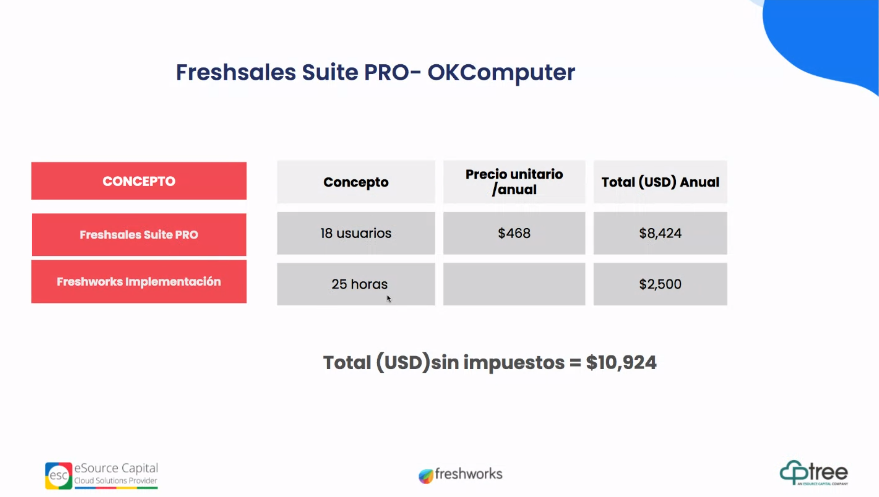 Freshsales Suite PRO- OKComputer
CONCEPTO
Concepto
Precio unitario
/anual
Total (USD) Anual
Freshsales Suite PRO
18 usuarios
$468
$8,424
Freshworks Implementación
25 horas
$2,500
Total (USD)sin impuestos = $10,924
esc
eSource Capital
Cloud Solutions Provider
freshworks
ptree
AN ESOURCE CAPITAL COMPANY